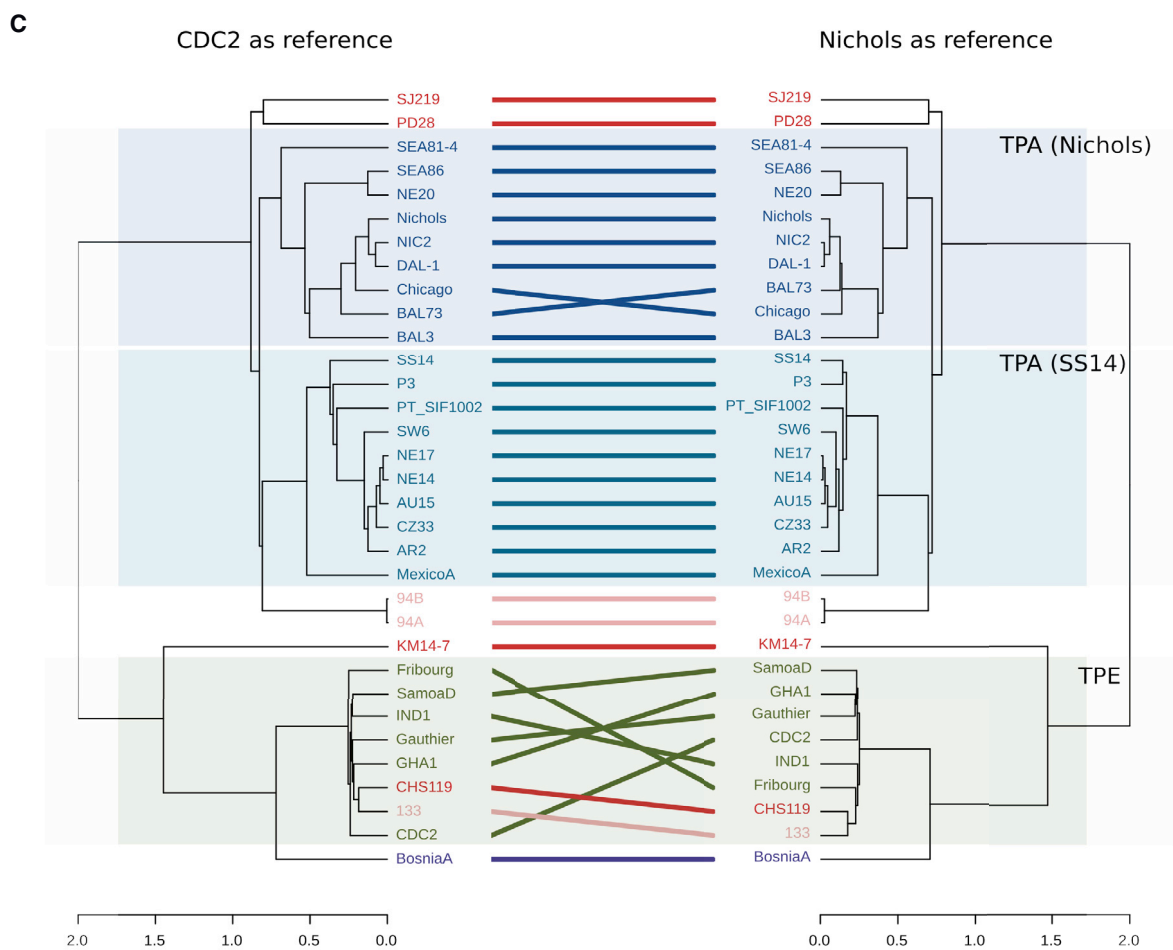 C
CDC2 as reference
Nichols as reference
SJ219
SJ219
PD28
PD28
TPA (Nichols)
SEA81-4
SEA81-4
SEA86
SEA86
NE20
NE20
Nichols
Nichols
NIC2
NIC2
DAL-1
DAL-1
Chicago
BAL73
BAL73
Chicago
BAL3
BAL3
SS14
SS14
TPA (SS14)
P3
P3
PT_SIF1002
PT_SIF1002
SW6
SW6
NE17
NE17
NE14
NE14
AU15
AU15
CZ33
CZ33
AR2
AR2
MexicoA
MexicoA
94B
94B
94A
94A
KM14-7
KM14-7
Fribourg
SamoaD
TPE
SamoaD
GHA1
IND1
Gauthier
Gauthier
CDC2
GHA1
IND1
CHS119
Fribourg
133
CHS119
CDC2
133
BosniaA
BosniaA
2.0 1.5 1.0 0.5 0.0
0.0 0.5 1.0 1.5 2.0